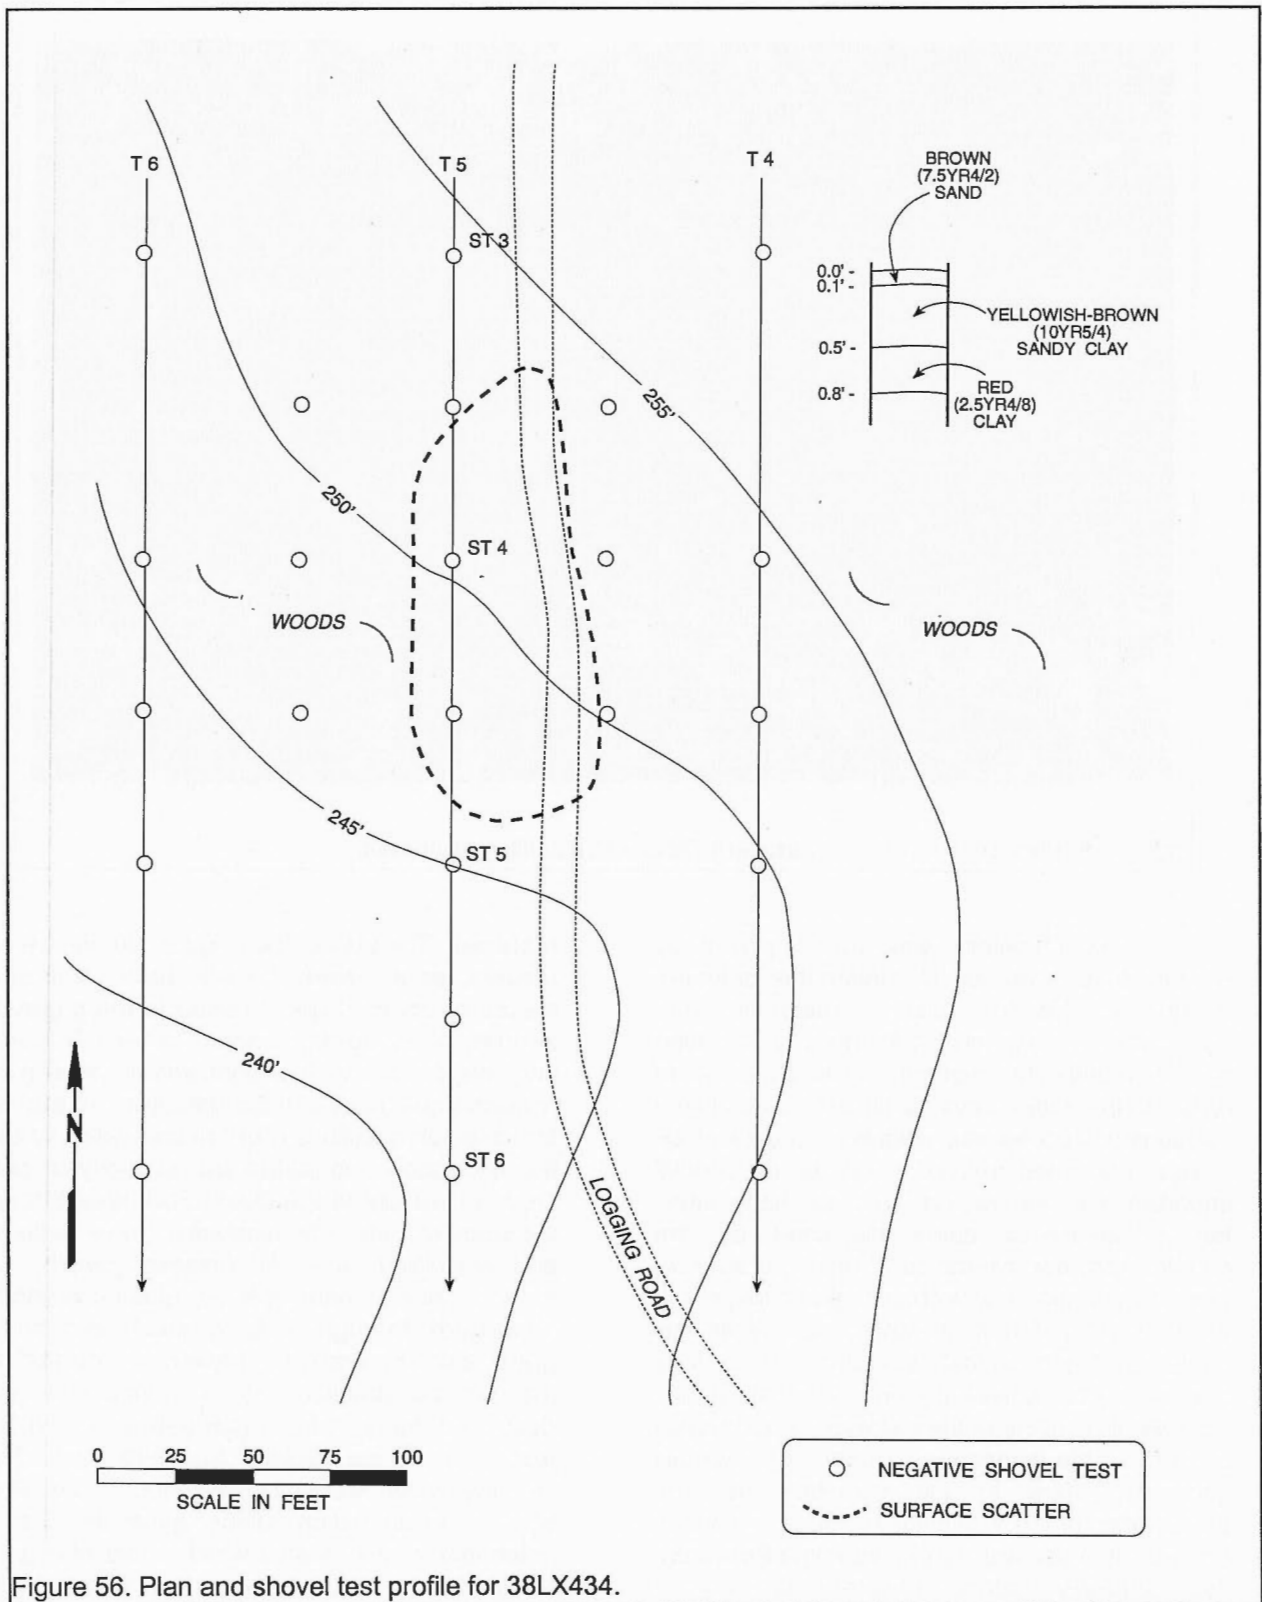 T 6
T 5
T 4
BROWN
(7.5YR4/2)
SAND
ST 3
0.0' -
0.1' -
YELLOWISH-BROWN
(10YR5/4)
SANDY CLAY
0.5' -
RED
(2.5YR4/8)
CLAY
0.8' -
255'
250'
ST 4
WOODS
WOODS
245'
ST 5
240'
N
ST 6
LOGGING ROAD
0 25 50 75 100
SCALE IN FEET
NEGATIVE SHOVEL TEST
SURFACE SCATTER
Figure 56. Plan and shovel test profile for 38LX434.